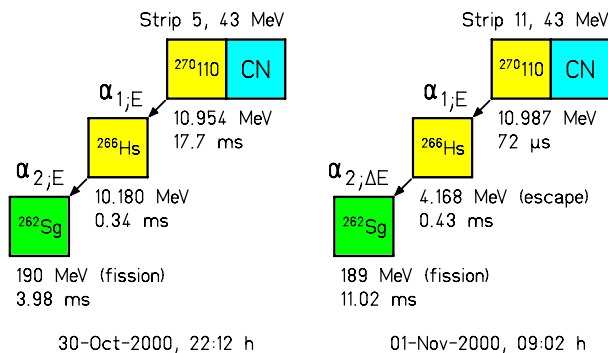 Strip 5, 43 MeV
²⁷⁰110 CN
α₁;E
10.954 MeV
17.7 ms
²⁶⁶Hs
α₂;E
10.180 MeV
0.34 ms
²⁶²Sg
190 MeV (fission)
3.98 ms
30-Oct-2000, 22:12 h
Strip 11, 43 MeV
²⁷⁰110 CN
α₁;E
10.987 MeV
72 µs
²⁶⁶Hs
α₂;ΔE
4.168 MeV (escape)
0.43 ms
²⁶²Sg
189 MeV (fission)
11.02 ms
01-Nov-2000, 09:02 h